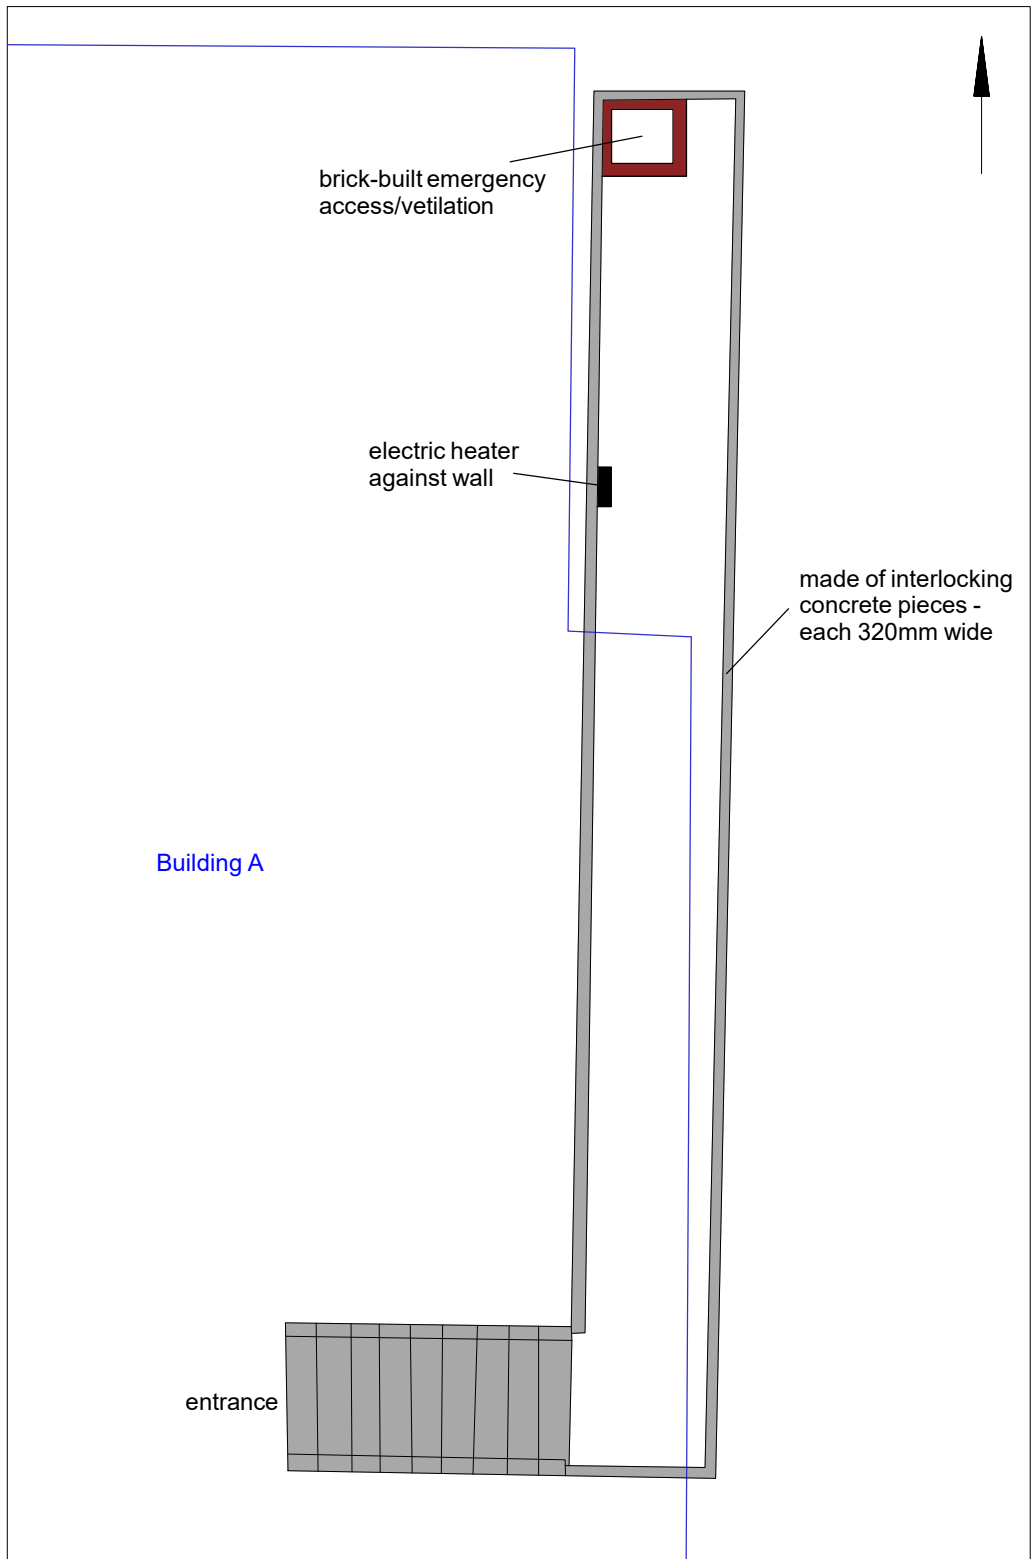 brick-built emergency
access/vetilation
electric heater
against wall
made of interlocking
concrete pieces -
each 320mm wide
Building A
entrance